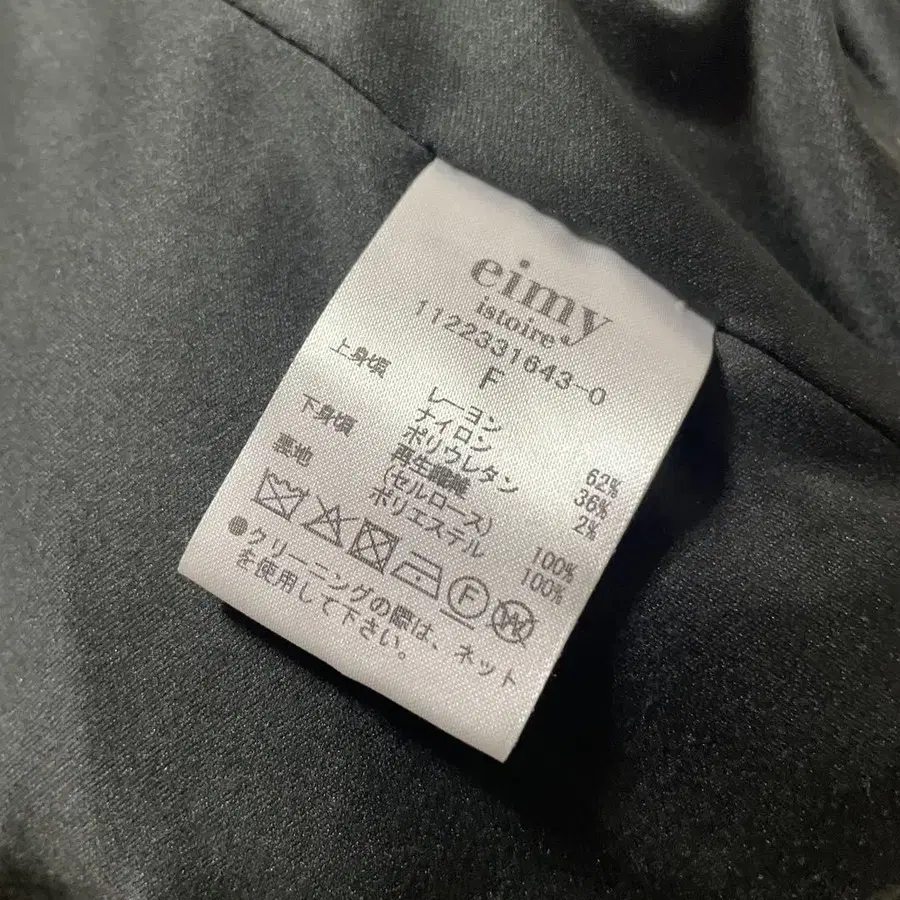 eimy
istoire
1122331643-0
F
上身頃 レーヨン 62%
ナイロン 36%
ポリウレタン 2%
下身頃 再生繊維
(セルロース) 100%
裏地 ポリエステル 100%
F W
●クリーニングの際は、ネット
を使用して下さい。